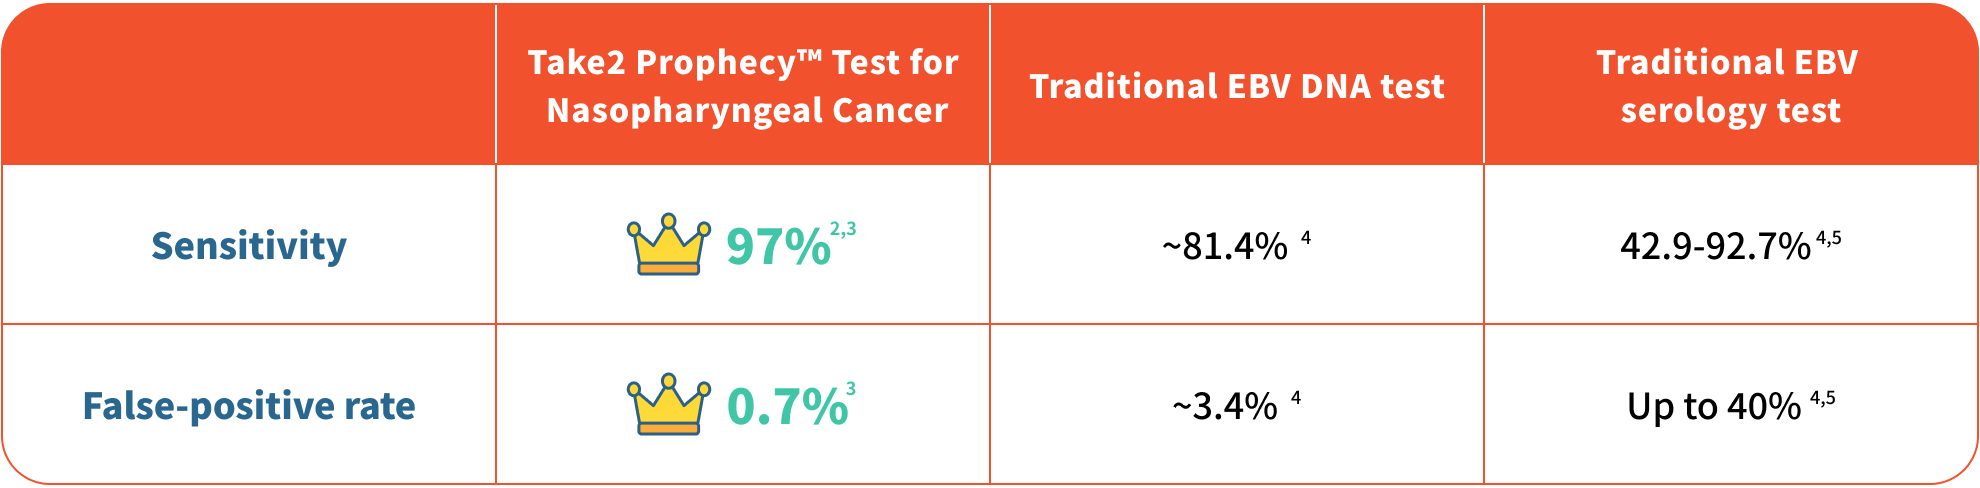 Take2 Prophecy™ Test for
Nasopharyngeal Cancer
Traditional EBV DNA test
Traditional EBV
serology test
Sensitivity
97%2,3
~81.4% 4
42.9-92.7% 4,5
False-positive rate
0.7%3
~3.4% 4
Up to 40% 4,5